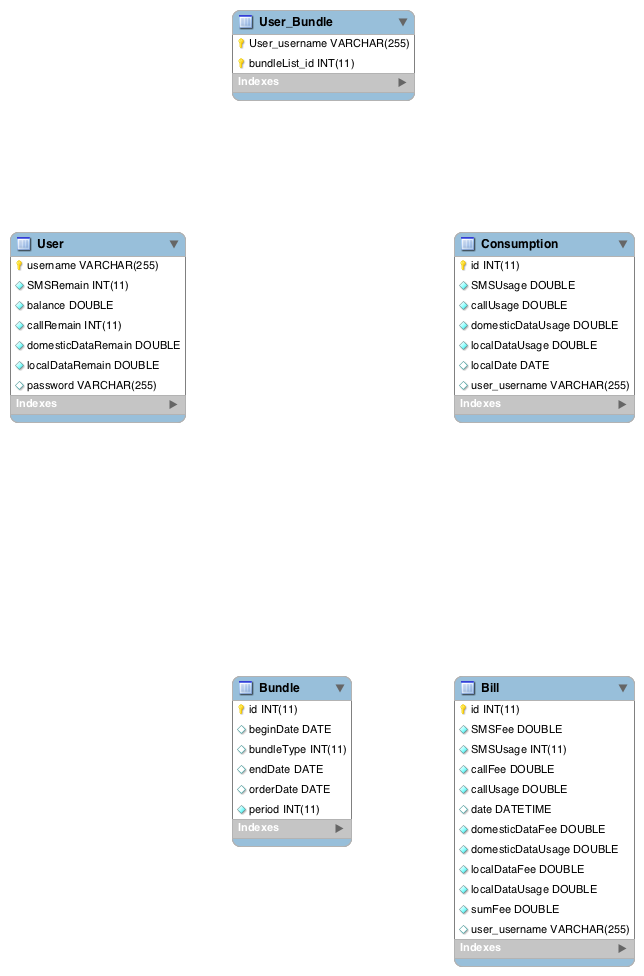 User_Bundle
User_username VARCHAR(255)
bundleList_id INT(11)
Indexes
User
username VARCHAR(255)
SMSRemain INT(11)
balance DOUBLE
callRemain INT(11)
domesticDataRemain DOUBLE
localDataRemain DOUBLE
password VARCHAR(255)
Indexes
Consumption
id INT(11)
SMSUsage DOUBLE
callUsage DOUBLE
domesticDataUsage DOUBLE
localDataUsage DOUBLE
localDate DATE
user_username VARCHAR(255)
Indexes
Bundle
id INT(11)
beginDate DATE
bundleType INT(11)
endDate DATE
orderDate DATE
period INT(11)
Indexes
Bill
id INT(11)
SMSFee DOUBLE
SMSUsage INT(11)
callFee DOUBLE
callUsage DOUBLE
date DATETIME
domesticDataFee DOUBLE
domesticDataUsage DOUBLE
localDataFee DOUBLE
localDataUsage DOUBLE
sumFee DOUBLE
user_username VARCHAR(255)
Indexes